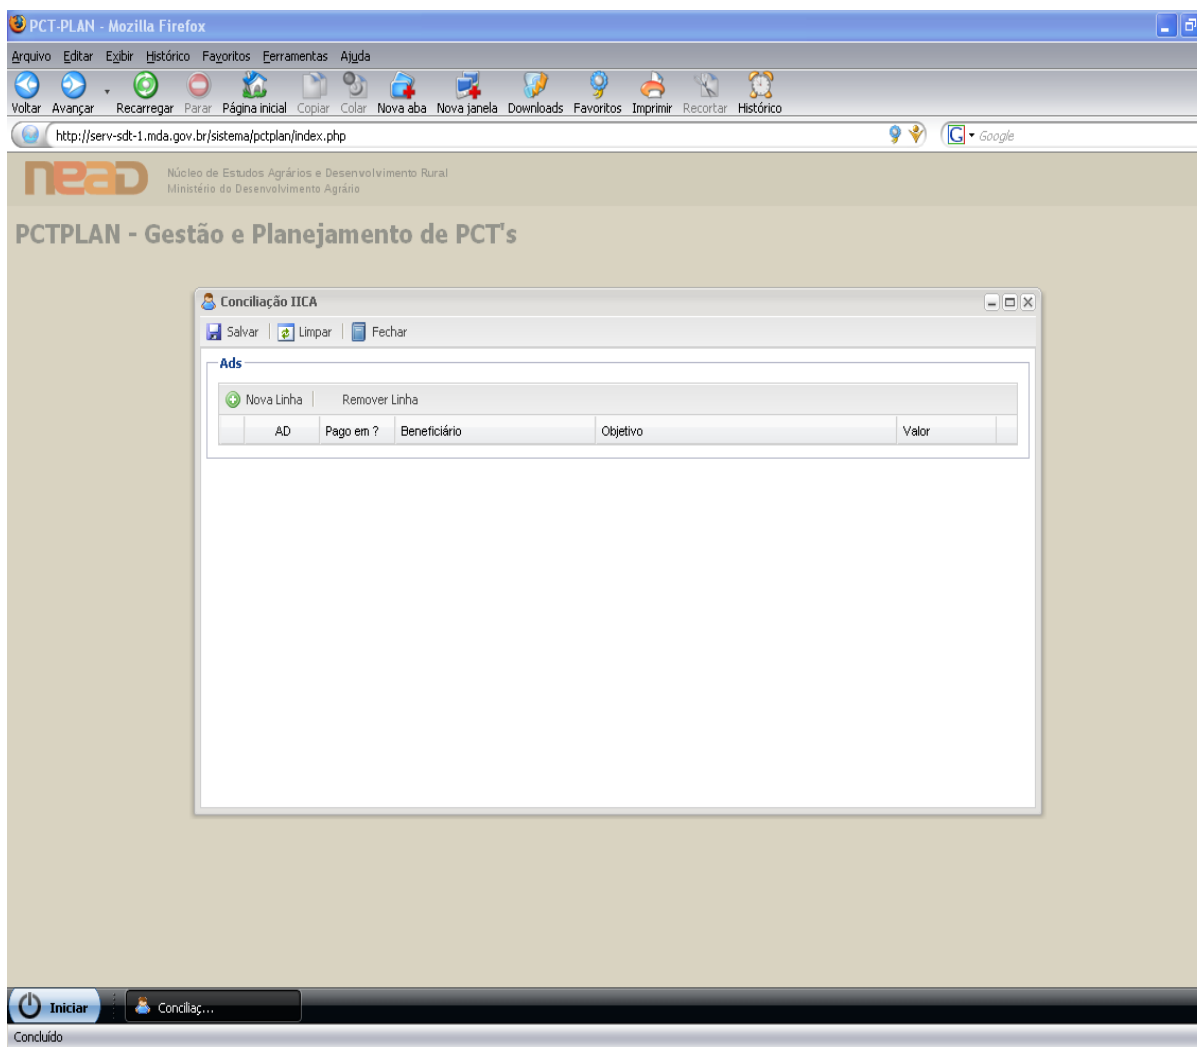 PCT-PLAN - Mozilla Firefox
Arquivo Editar Exibir Histórico Favoritos Ferramentas Ajuda
Voltar Avançar Recarregar Parar Página inicial Copiar Colar Nova aba Nova janela Downloads Favoritos Imprimir Recortar Histórico
http://serv-sdt-1.mda.gov.br/sistema/pctplan/index.php G Google
nead Núcleo de Estudos Agrários e Desenvolvimento Rural
Ministério do Desenvolvimento Agrário
PCTPLAN - Gestão e Planejamento de PCT's
Conciliação IICA
Salvar Limpar Fechar
Ads
Nova Linha Remover Linha
AD Pago em ? Beneficiário Objetivo Valor
Iniciar Conciliaç...
Concluído